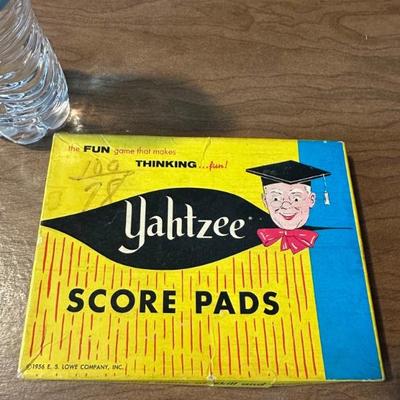 the FUN game that makes
THINKING...fun!
Yahtzee®
SCORE PADS
©1956 E. S. LOWE COMPANY, INC.